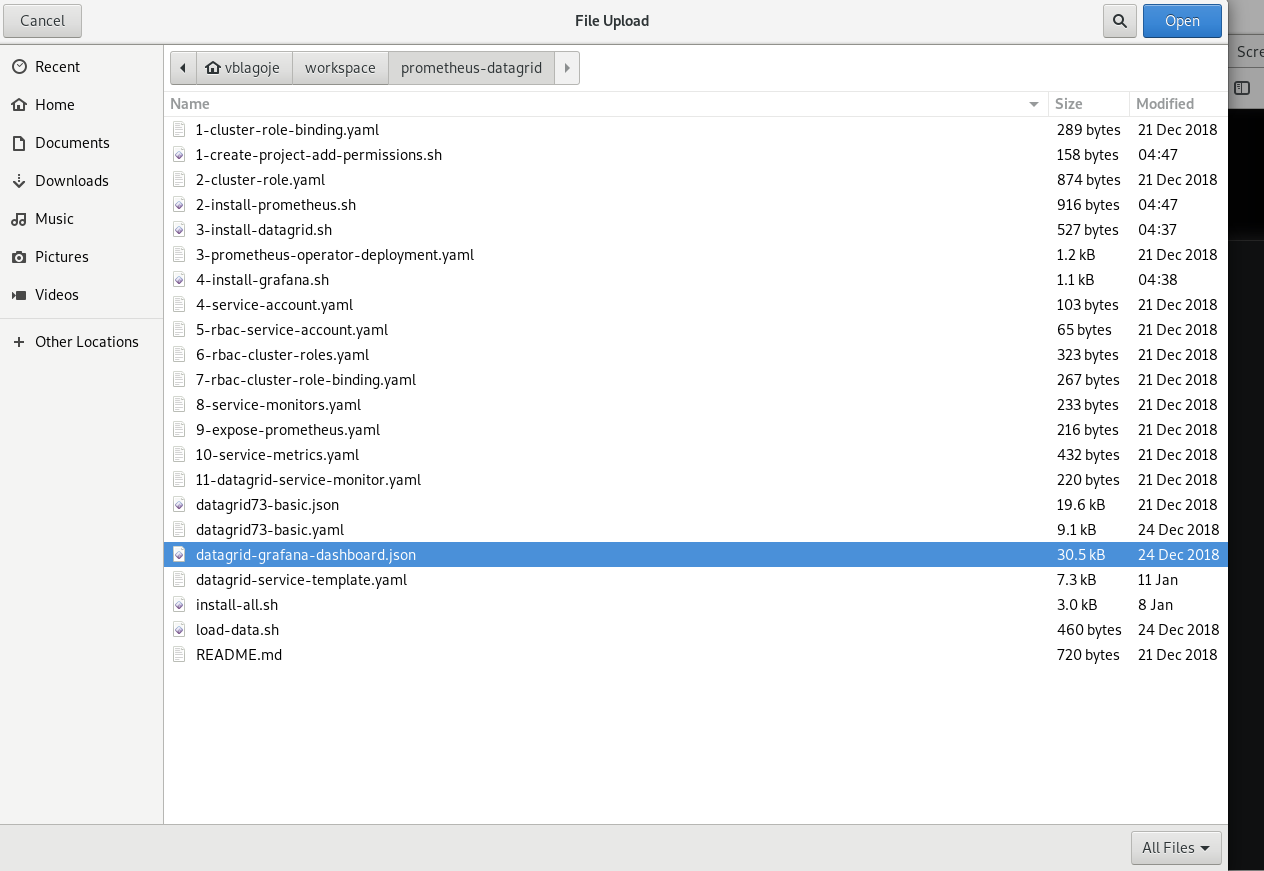 Cancel File Upload Open
Scre
vblagoje workspace prometheus-datagrid
Recent
Home
Documents
Downloads
Music
Pictures
Videos
Other Locations
Name Size Modified
1-cluster-role-binding.yaml 289 bytes 21 Dec 2018
1-create-project-add-permissions.sh 158 bytes 04:47
2-cluster-role.yaml 874 bytes 21 Dec 2018
2-install-prometheus.sh 916 bytes 04:47
3-install-datagrid.sh 527 bytes 04:37
3-prometheus-operator-deployment.yaml 1.2 kB 21 Dec 2018
4-install-grafana.sh 1.1 kB 04:38
4-service-account.yaml 103 bytes 21 Dec 2018
5-rbac-service-account.yaml 65 bytes 21 Dec 2018
6-rbac-cluster-roles.yaml 323 bytes 21 Dec 2018
7-rbac-cluster-role-binding.yaml 267 bytes 21 Dec 2018
8-service-monitors.yaml 233 bytes 21 Dec 2018
9-expose-prometheus.yaml 216 bytes 21 Dec 2018
10-service-metrics.yaml 432 bytes 21 Dec 2018
11-datagrid-service-monitor.yaml 220 bytes 21 Dec 2018
datagrid73-basic.json 19.6 kB 21 Dec 2018
datagrid73-basic.yaml 9.1 kB 24 Dec 2018
datagrid-grafana-dashboard.json 30.5 kB 24 Dec 2018
datagrid-service-template.yaml 7.3 kB 11 Jan
install-all.sh 3.0 kB 8 Jan
load-data.sh 460 bytes 24 Dec 2018
README.md 720 bytes 21 Dec 2018
All Files